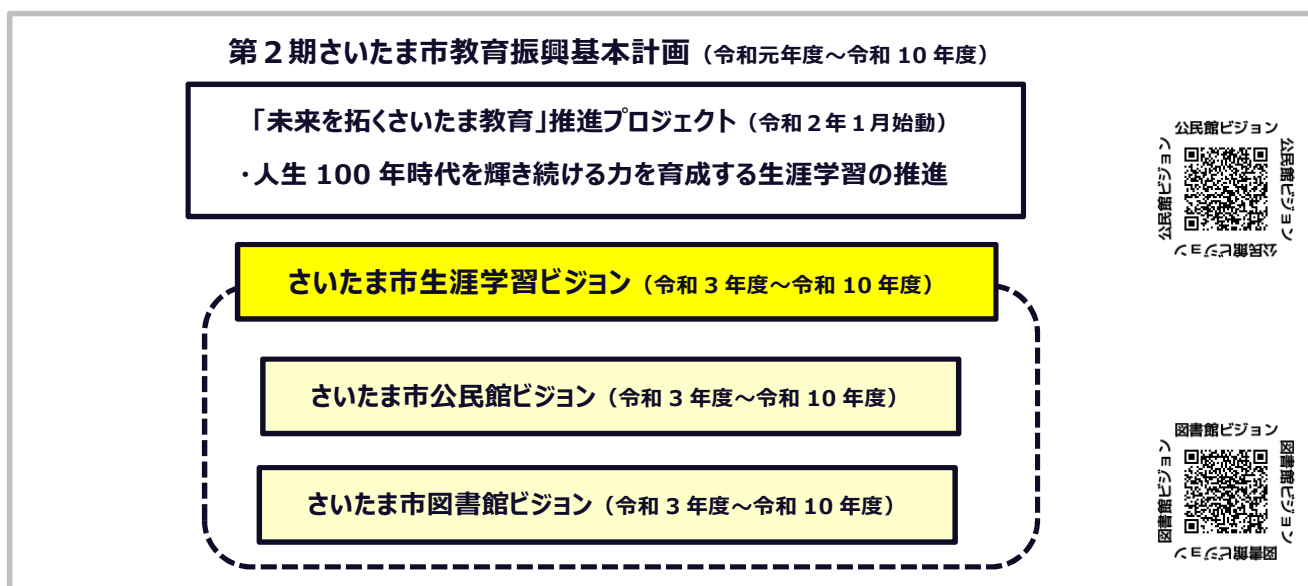 第２期さいたま市教育振興基本計画（令和元年度～令和 10 年度）
「未来を拓くさいたま教育」推進プロジェクト（令和２年１月始動）
・人生 100 年時代を輝き続ける力を育成する生涯学習の推進
さいたま市生涯学習ビジョン（令和 3 年度～令和 10 年度）
さいたま市公民館ビジョン（令和 3 年度～令和 10 年度）
さいたま市図書館ビジョン（令和 3 年度～令和 10 年度）
公民館ビジョン
公民館ビジョン
公民館ビジョン
公民館ビジョン
図書館ビジョン
図書館ビジョン
図書館ビジョン
図書館ビジョン